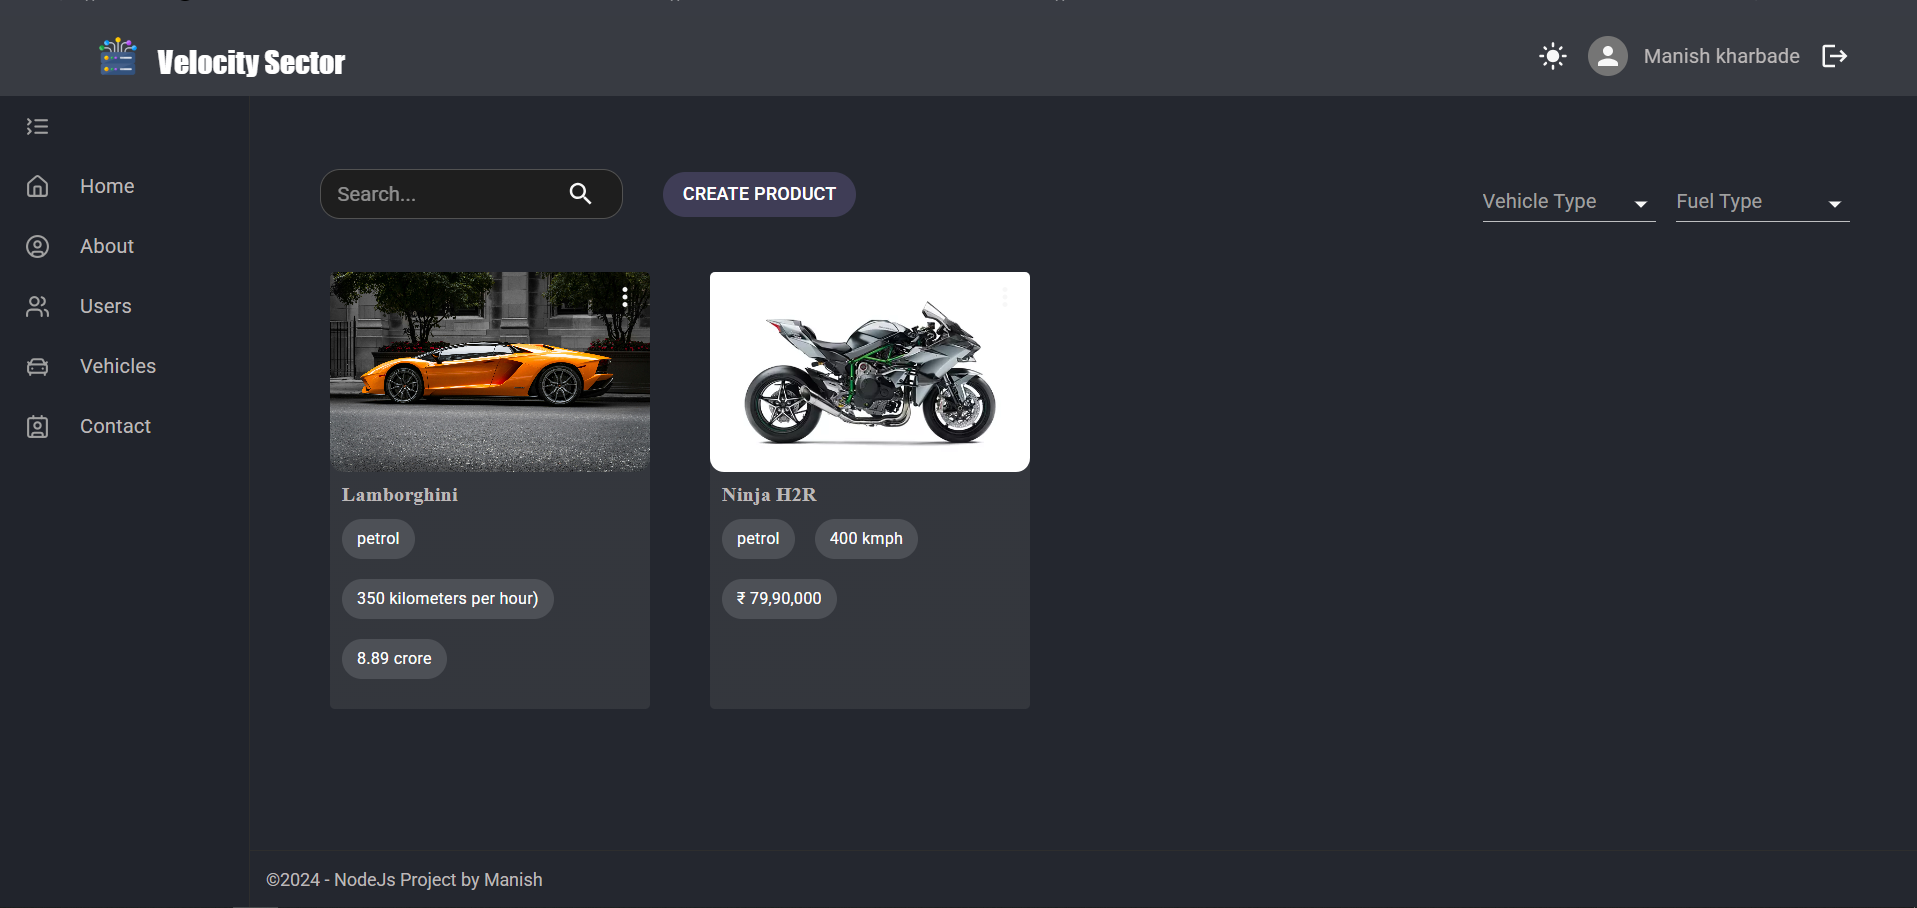 Velocity Sector
Manish kharbade
Home
About
Users
Vehicles
Contact
Search...
CREATE PRODUCT
Vehicle Type
Fuel Type
Lamborghini
petrol
350 kilometers per hour)
8.89 crore
Ninja H2R
petrol 400 kmph
₹ 79,90,000
©2024 - NodeJs Project by Manish